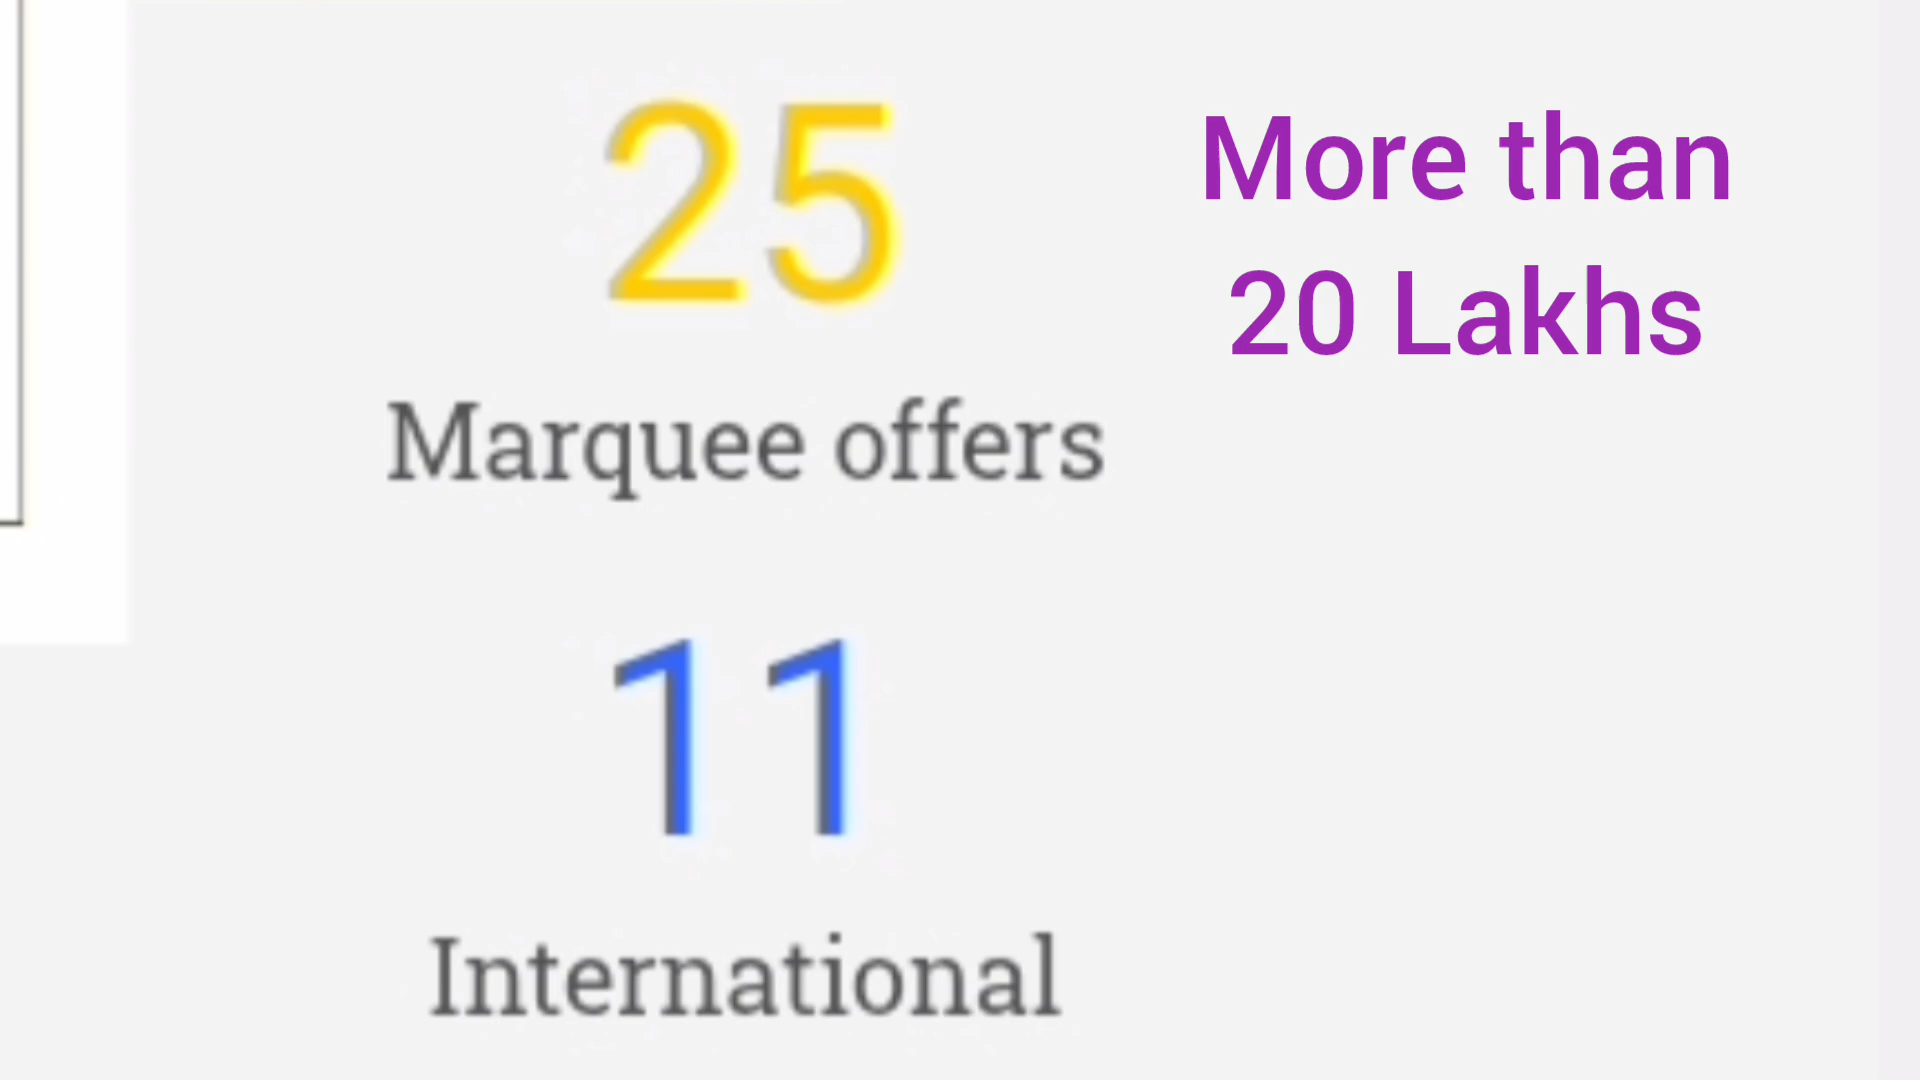 25
More than
20 Lakhs
Marquee offers
11
International